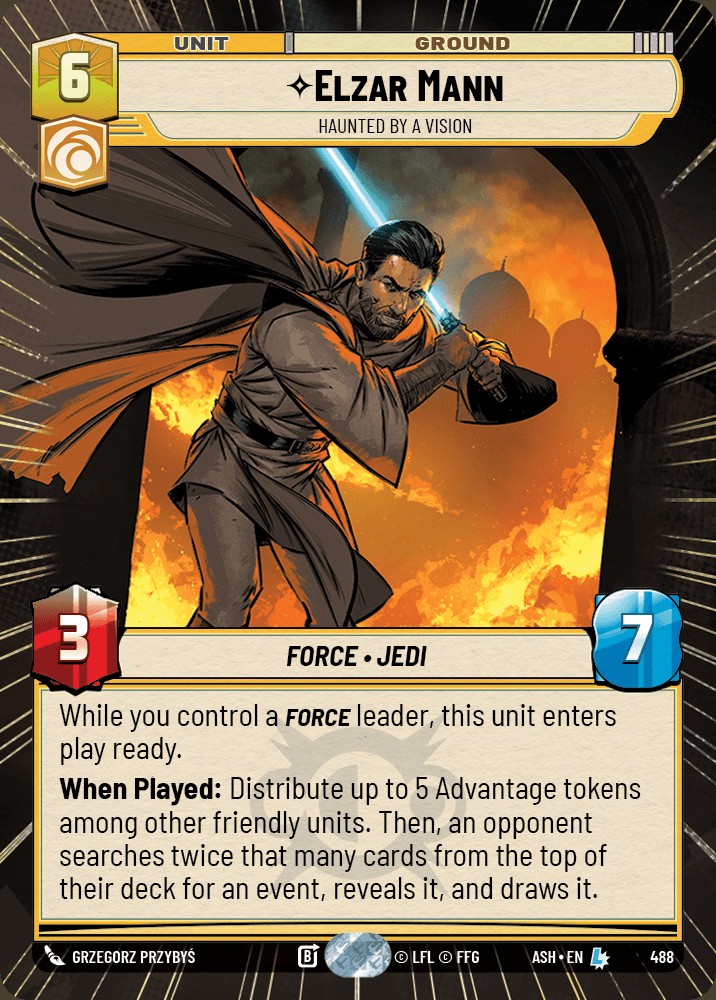 UNIT
GROUND
6
ELZAR MANN
HAUNTED BY A VISION
3
FORCE • JEDI
7
While you control a FORCE leader, this unit enters
play ready.
When Played: Distribute up to 5 Advantage tokens
among other friendly units. Then, an opponent
searches twice that many cards from the top of
their deck for an event, reveals it, and draws it.
GRZEGORZ PRZYBYŚ
B
© LFL © FFG
ASH • EN
L
488